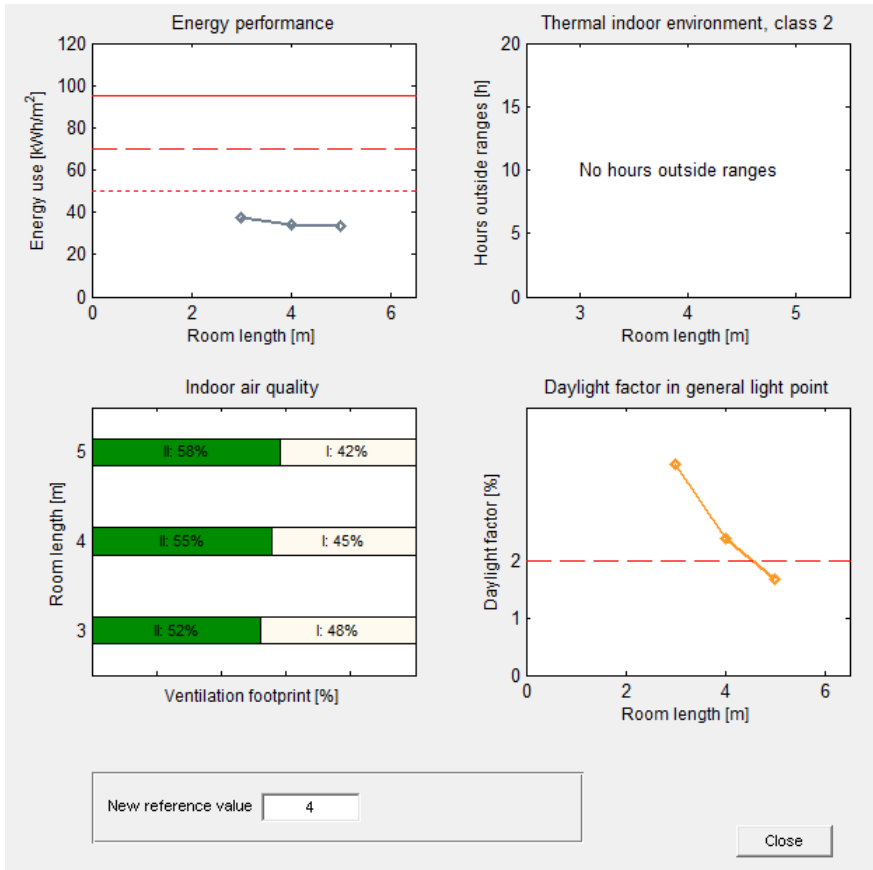 Energy performance
120
100
80
60
40
20
0
Energy use [kWh/m²]
0 2 4 6
Room length [m]
Thermal indoor environment, class 2
20
15
10
5
0
Hours outside ranges [h]
No hours outside ranges
3 4 5
Room length [m]
Indoor air quality
Room length [m]
5 II: 58% I: 42%
4 II: 55% I: 45%
3 II: 52% I: 48%
Ventilation footprint [%]
Daylight factor in general light point
Daylight factor [%]
2
1
0
0 2 4 6
Room length [m]
New reference value 4
Close